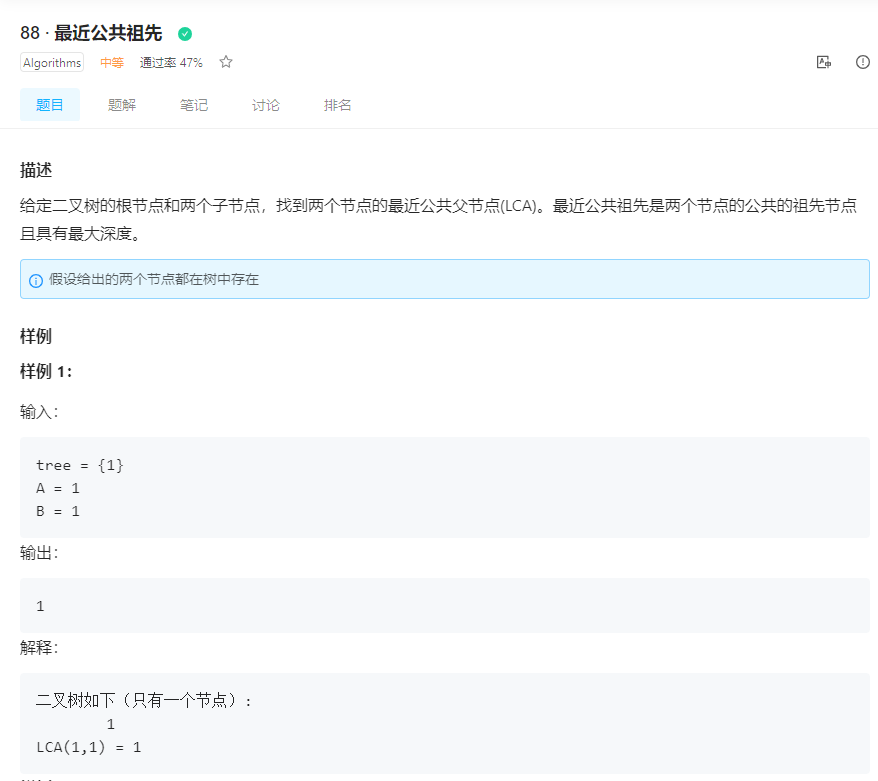 88 · 最近公共祖先
Algorithms 中等 通过率 47%
题目 题解 笔记 讨论 排名
描述
给定二叉树的根节点和两个子节点，找到两个节点的最近公共父节点(LCA)。最近公共祖先是两个节点的公共的祖先节点
且具有最大深度。
假设给出的两个节点都在树中存在
样例
样例 1：
输入：
tree = {1}
A = 1
B = 1
输出：
1
解释：
二叉树如下（只有一个节点）:
1
LCA(1,1) = 1